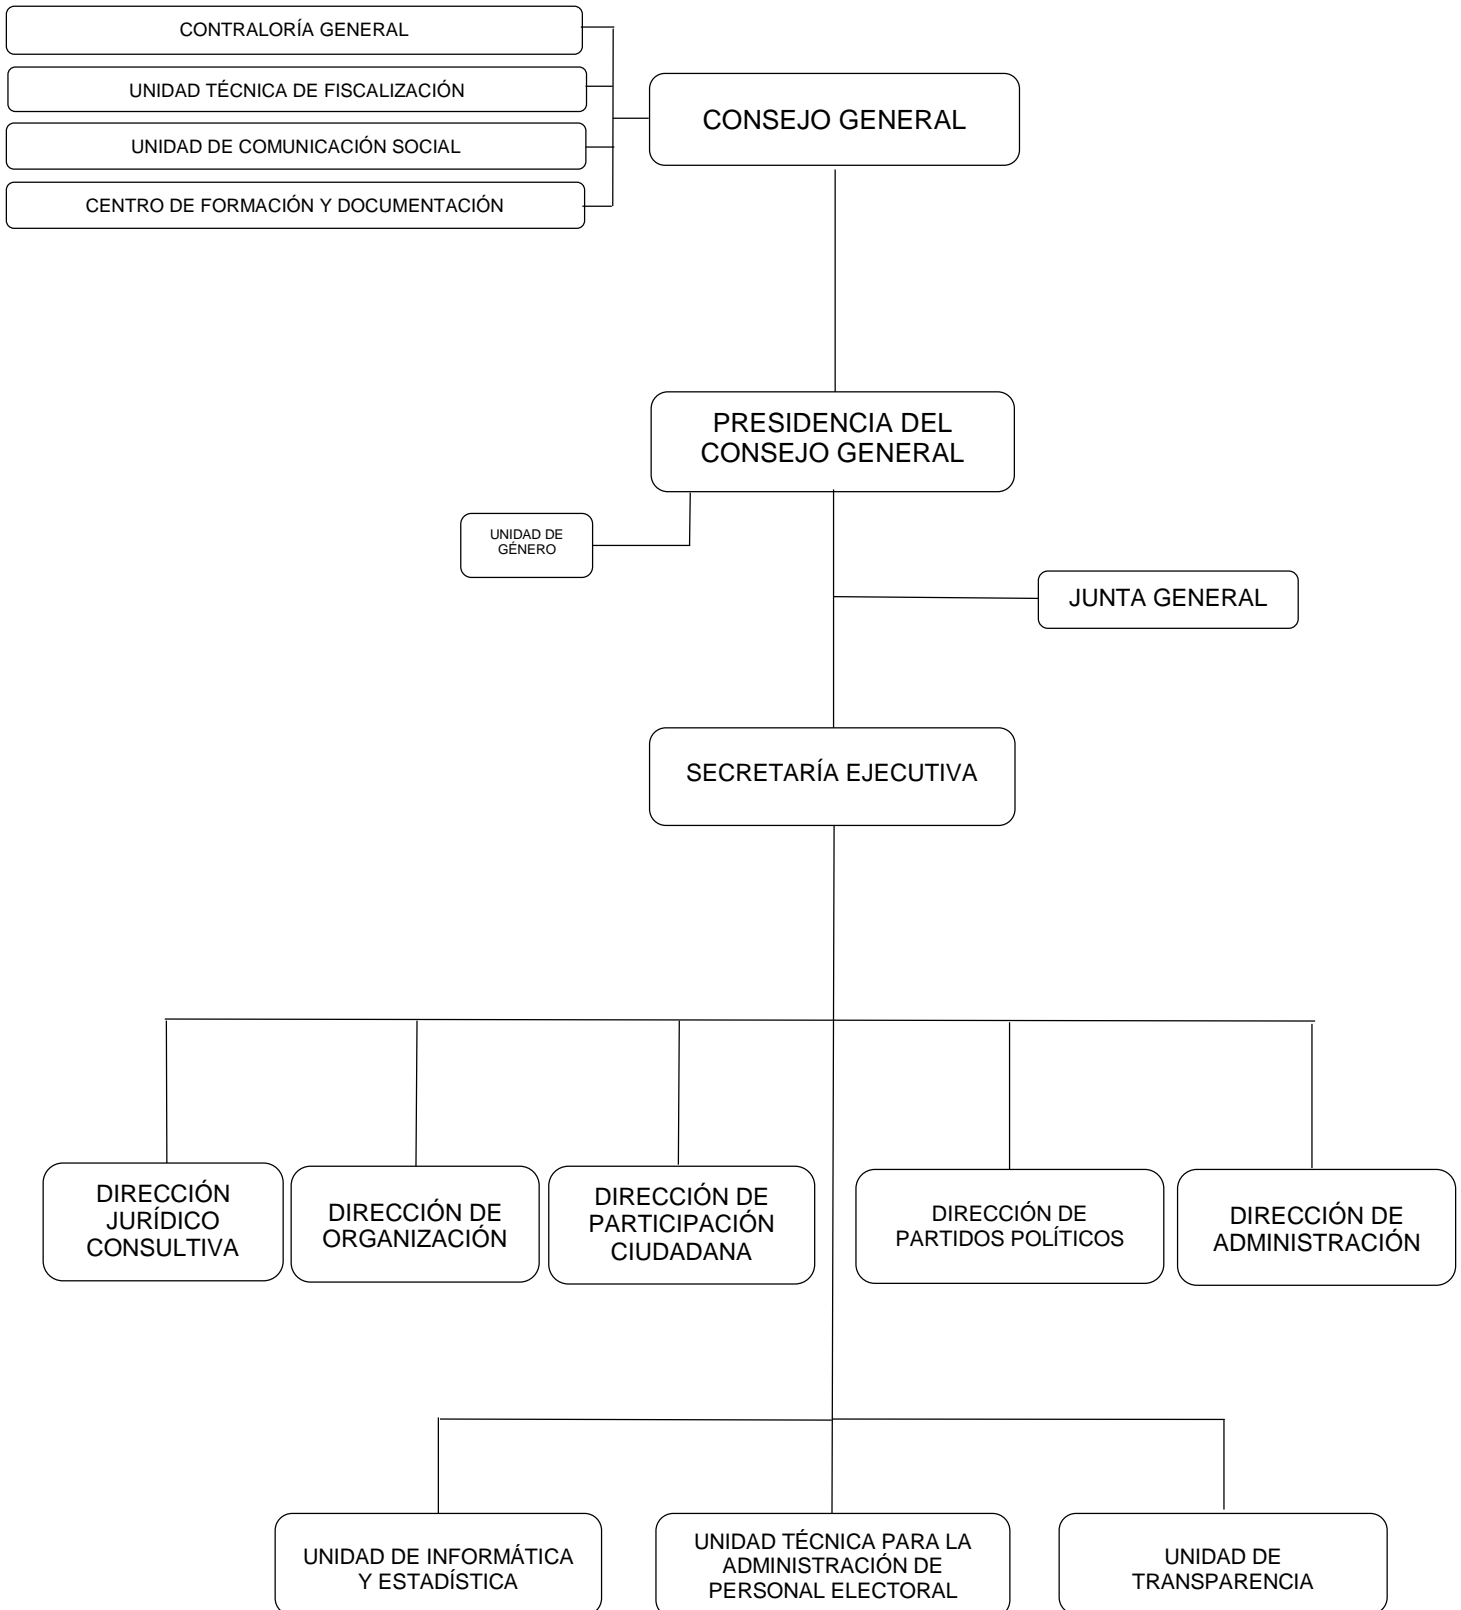 CONTRALORÍA GENERAL
UNIDAD TÉCNICA DE FISCALIZACIÓN
UNIDAD DE COMUNICACIÓN SOCIAL
CENTRO DE FORMACIÓN Y DOCUMENTACIÓN
CONSEJO GENERAL
PRESIDENCIA DEL
CONSEJO GENERAL
UNIDAD DE
GÉNERO
JUNTA GENERAL
SECRETARÍA EJECUTIVA
DIRECCIÓN
JURÍDICO
CONSULTIVA
DIRECCIÓN DE
ORGANIZACIÓN
DIRECCIÓN DE
PARTICIPACIÓN
CIUDADANA
DIRECCIÓN DE
PARTIDOS POLÍTICOS
DIRECCIÓN DE
ADMINISTRACIÓN
UNIDAD DE INFORMÁTICA
Y ESTADÍSTICA
UNIDAD TÉCNICA PARA LA
ADMINISTRACIÓN DE
PERSONAL ELECTORAL
UNIDAD DE
TRANSPARENCIA